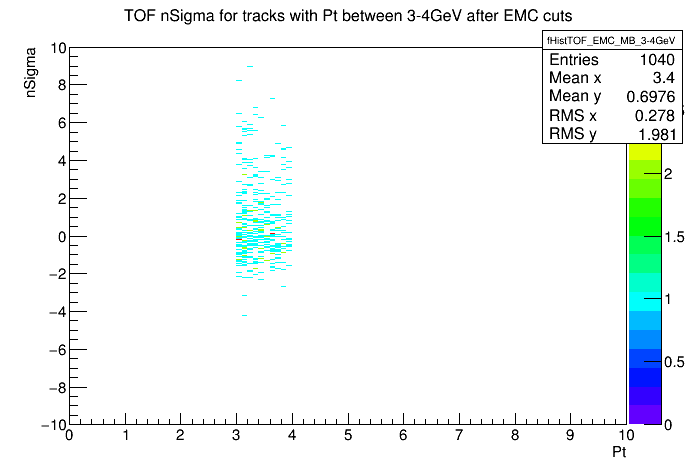 TOF nSigma for tracks with Pt between 3-4GeV after EMC cuts
fHistTOF_EMC_MB_3-4GeV
Entries 1040
Mean x 3.4
Mean y 0.6976
RMS x 0.278
RMS y 1.981
nSigma
10
8
6
4
2
0
−2
−4
−6
−8
−10
0 1 2 3 4 5 6 7 8 9 10
Pt
2
1.5
1
0.5
0